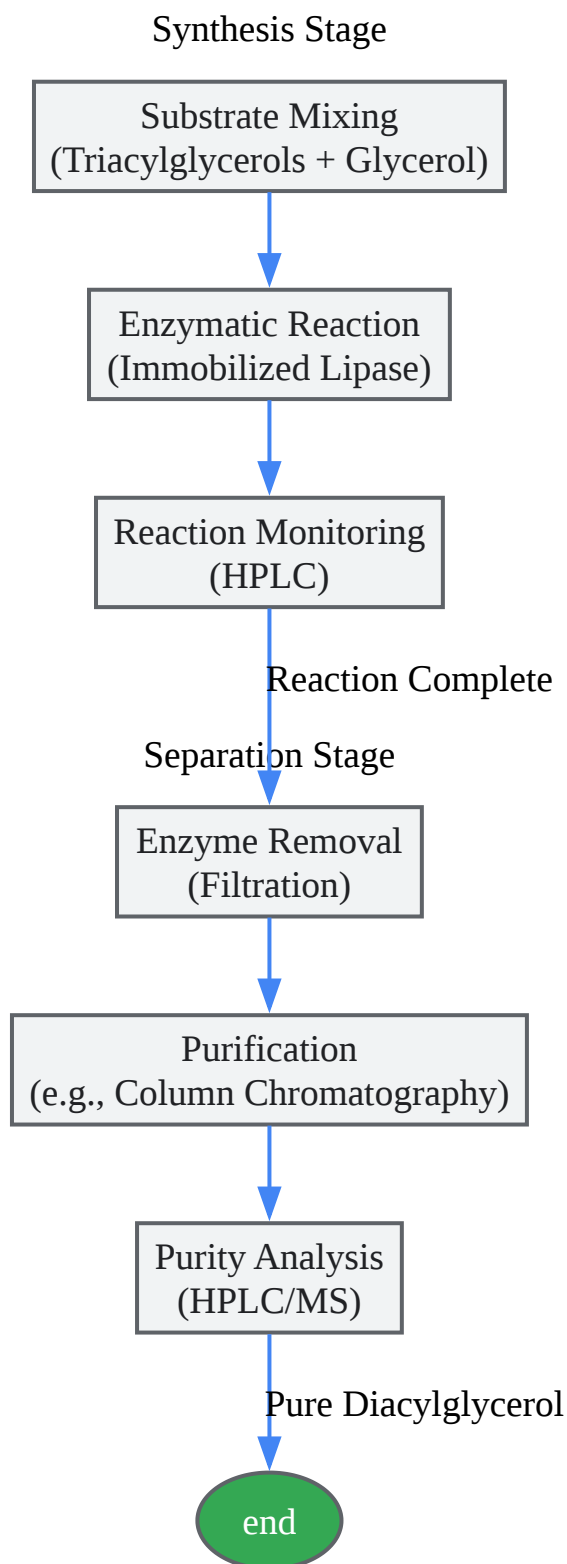 Synthesis Stage
Substrate Mixing
(Triacylglycerols + Glycerol)
Enzymatic Reaction
(Immobilized Lipase)
Reaction Monitoring
(HPLC)
Reaction Complete
Separation Stage
Enzyme Removal
(Filtration)
Purification
(e.g., Column Chromatography)
Purity Analysis
(HPLC/MS)
Pure Diacylglycerol
end